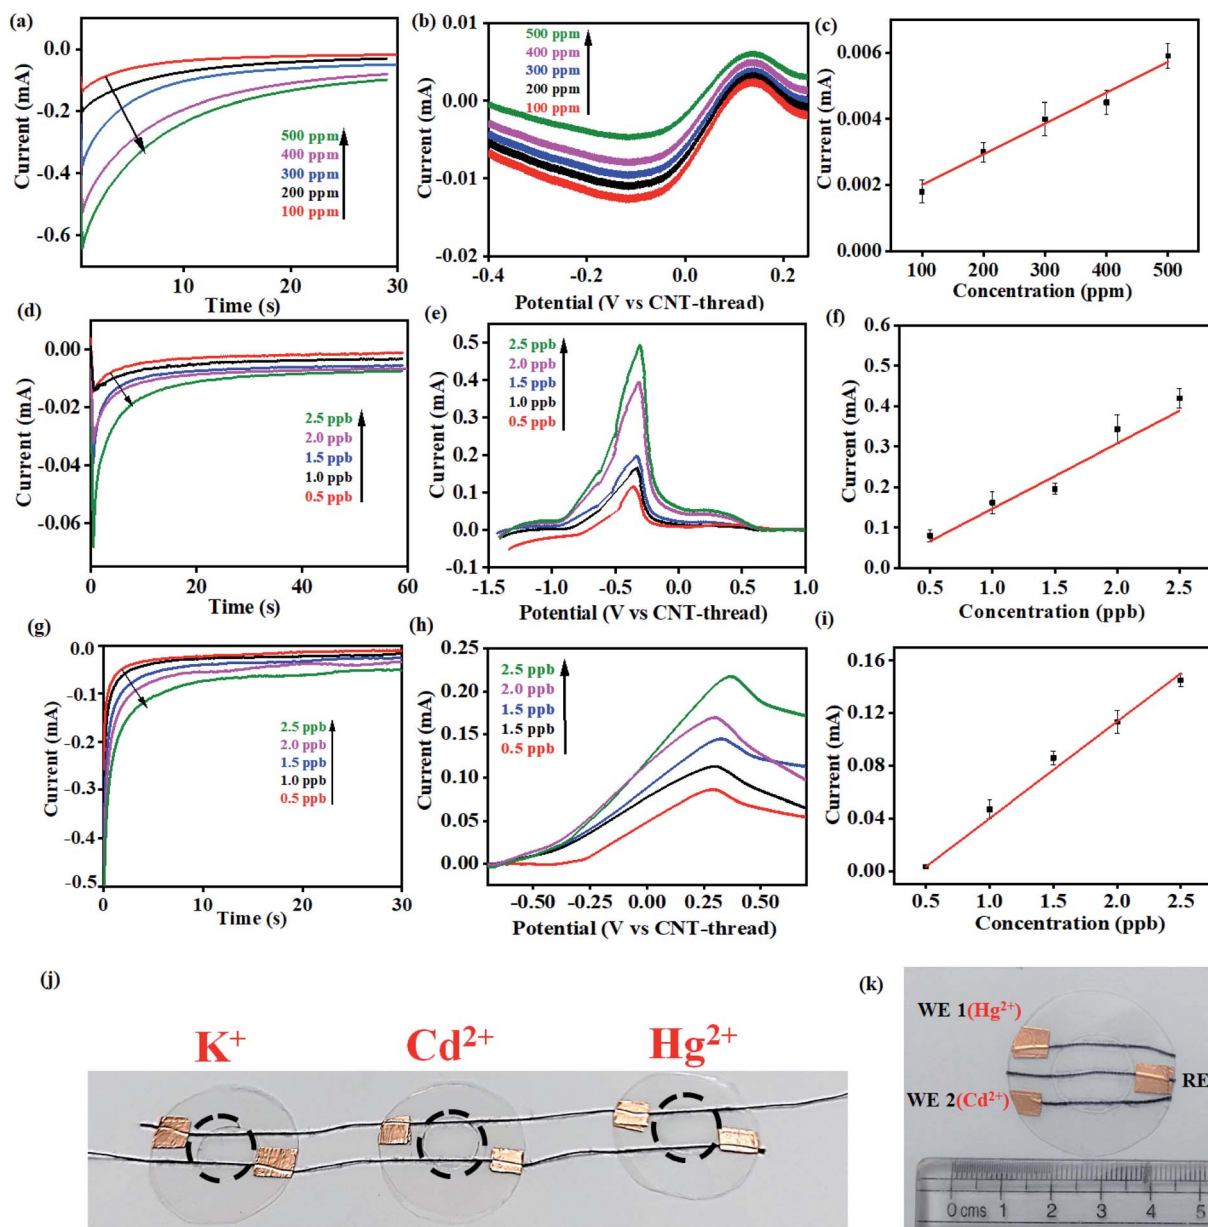 (a)
0.0
-0.2
-0.4
-0.6
Current (mA)
500 ppm
400 ppm
300 ppm
200 ppm
100 ppm
10
20
30
Time (s)
(b)
0.01
0.00
-0.01
-0.02
Current (mA)
500 ppm
400 ppm
300 ppm
200 ppm
100 ppm
-0.4
-0.2
0.0
0.2
Potential (V vs CNT-thread)
(c)
0.006
0.004
0.002
0.000
Current (mA)
100
200
300
400
500
Concentration (ppm)
(d)
0.00
-0.02
-0.04
-0.06
Current (mA)
2.5 ppb
2.0 ppb
1.5 ppb
1.0 ppb
0.5 ppb
0
20
40
60
Time (s)
(e)
0.5
0.4
0.3
0.2
0.1
0.0
-0.1
Current (mA)
2.5 ppb
2.0 ppb
1.5 ppb
1.0 ppb
0.5 ppb
-1.5
-1.0
-0.5
0.0
0.5
1.0
Potential (V vs CNT-thread)
(f)
0.6
0.4
0.3
0.1
0.0
Current (mA)
0.5
1.0
1.5
2.0
2.5
Concentration (ppb)
(g)
0.0
-0.1
-0.2
-0.3
-0.4
-0.5
Current (mA)
2.5 ppb
2.0 ppb
1.5 ppb
1.0 ppb
0.5 ppb
0
10
20
30
Time (s)
(h)
0.25
0.20
0.15
0.10
0.05
0.00
Current (mA)
2.5 ppb
2.0 ppb
1.5 ppb
1.5 ppb
0.5 ppb
-0.50
-0.25
0.00
0.25
0.50
Potential (V vs CNT-thread)
(i)
0.16
0.12
0.08
0.04
0.00
Current (mA)
0.5
1.0
1.5
2.0
2.5
Concentration (ppb)
(j)
K⁺
Cd²⁺
Hg²⁺
(k)
WE 1(Hg²⁺)
RE
WE 2(Cd²⁺)
0 cms 1 2 3 4 5